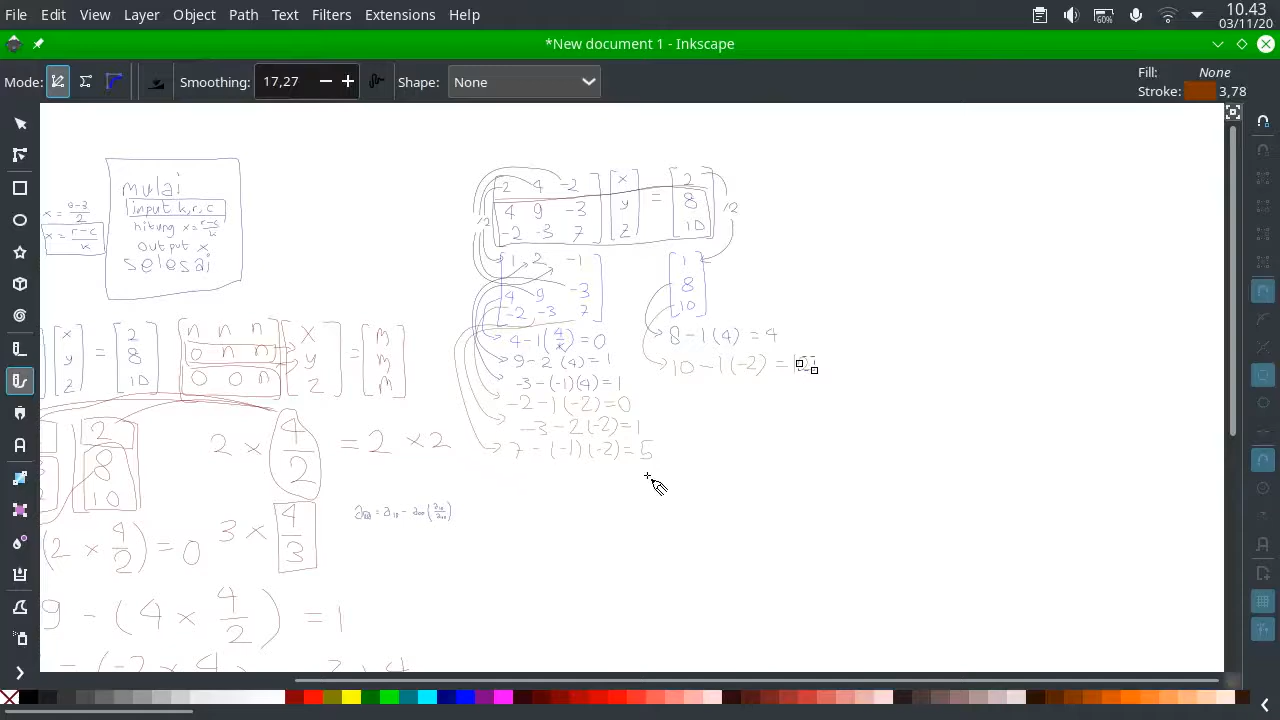 File Edit View Layer Object Path Text Filters Extensions Help
60%
10.43
03/11/20
*New document 1 - Inkscape
Mode: Smoothing: 17,27 Shape: None
Fill: None
Stroke: 3,78
mulai
input k,r,c
hitung x = r-c/k
output x
selesai
x = 8-3/2
x = r-c/k
-2 4 -2 x = 2
4 9 -3 y 8
-2 -3 7 z 10
/2 /2
1 2 -1 1
4 9 -3 8
-2 -3 7 10
4 - 1 (4/k) = 0
9 - 2 (4) = 1
-3 - (-1)(4) = 1
-2 - 1 (-2) = 0
-3 - 2 (-2) = 1
7 - (-1)(-2) = 5
8 - 1 (4) = 4
10 - 1 (-2) =
x = 2
y 8
z 10
n n n x = m
0 n n y m
0 0 n z m
2
8
10
2 × 4/2 = 2 × 2
3 × 4/3
(2 × 4/2) = 0
9 - (4 × 4/2) = 1